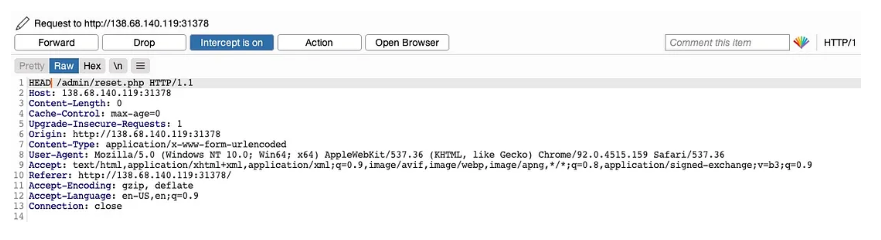 Request to http://138.68.140.119:31378
Forward Drop Intercept is on Action Open Browser Comment this item HTTP/1
Pretty Raw Hex \n
1 HEAD /admin/reset.php HTTP/1.1
2 Host: 138.68.140.119:31378
3 Content-Length: 0
4 Cache-Control: max-age=0
5 Upgrade-Insecure-Requests: 1
6 Origin: http://138.68.140.119:31378
7 Content-Type: application/x-www-form-urlencoded
8 User-Agent: Mozilla/5.0 (Windows NT 10.0; Win64; x64) AppleWebKit/537.36 (KHTML, like Gecko) Chrome/92.0.4515.159 Safari/537.36
9 Accept: text/html,application/xhtml+xml,application/xml;q=0.9,image/avif,image/webp,image/apng,*/*;q=0.8,application/signed-exchange;v=b3;q=0.9
10 Referer: http://138.68.140.119:31378/
11 Accept-Encoding: gzip, deflate
12 Accept-Language: en-US,en;q=0.9
13 Connection: close
14